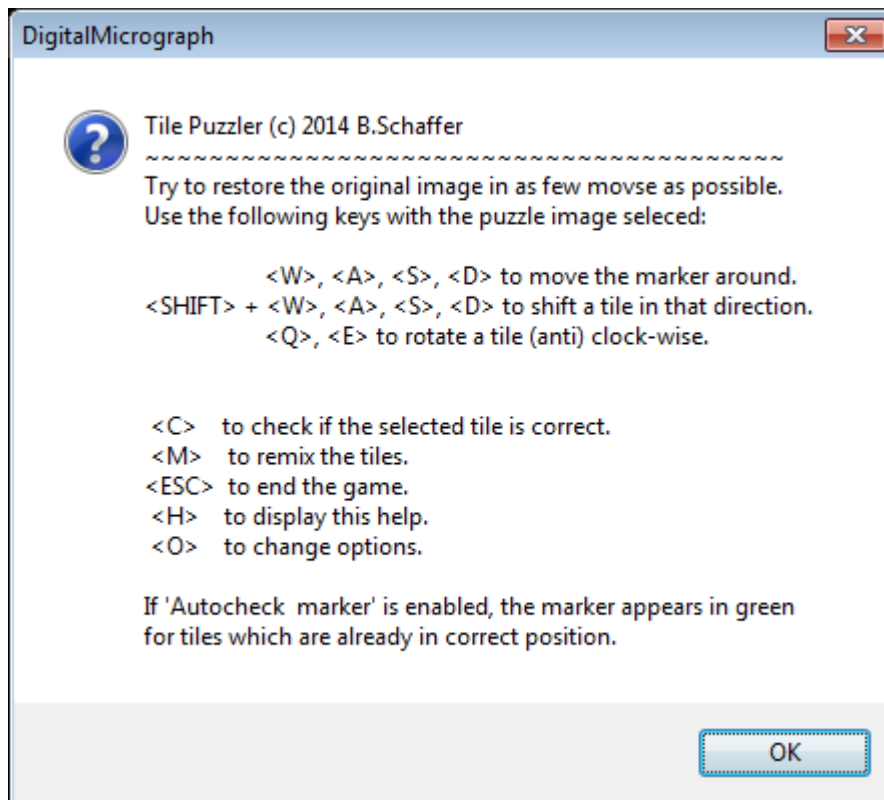 DigitalMicrograph
Tile Puzzler (c) 2014 B.Schaffer
~~~~~~~~~~~~~~~~~~~~~~~~~~~~~~~~~~~~~~~~
Try to restore the original image in as few movse as possible.
Use the following keys with the puzzle image seleced:
<W>, <A>, <S>, <D> to move the marker around.
<SHIFT> + <W>, <A>, <S>, <D> to shift a tile in that direction.
<Q>, <E> to rotate a tile (anti) clock-wise.
<C> to check if the selected tile is correct.
<M> to remix the tiles.
<ESC> to end the game.
<H> to display this help.
<O> to change options.
If 'Autocheck marker' is enabled, the marker appears in green
for tiles which are already in correct position.
OK